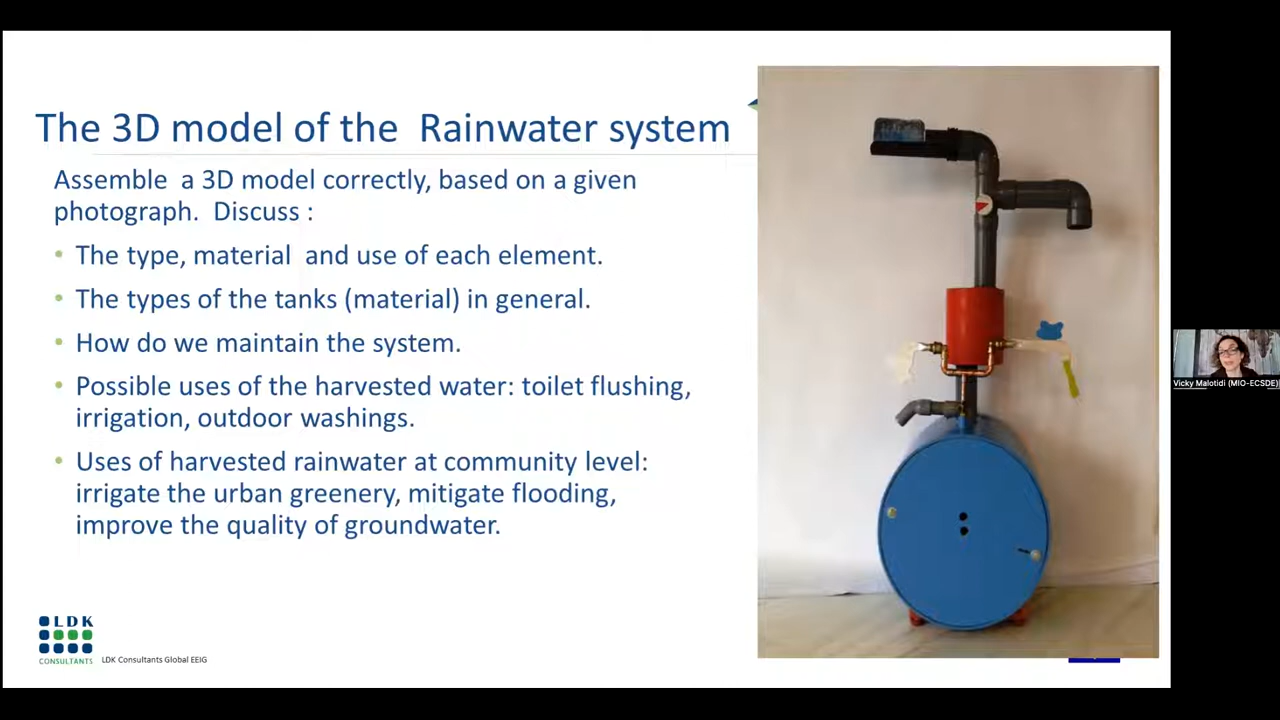 The 3D model of the Rainwater system
Assemble a 3D model correctly, based on a given
photograph. Discuss :
• The type, material and use of each element.
• The types of the tanks (material) in general.
• How do we maintain the system.
• Possible uses of the harvested water: toilet flushing,
irrigation, outdoor washings.
• Uses of harvested rainwater at community level:
irrigate the urban greenery, mitigate flooding,
improve the quality of groundwater.
Vicky Malotidi (MIO-ECSDE)
LDK
CONSULTANTS
LDK Consultants Global EEIG